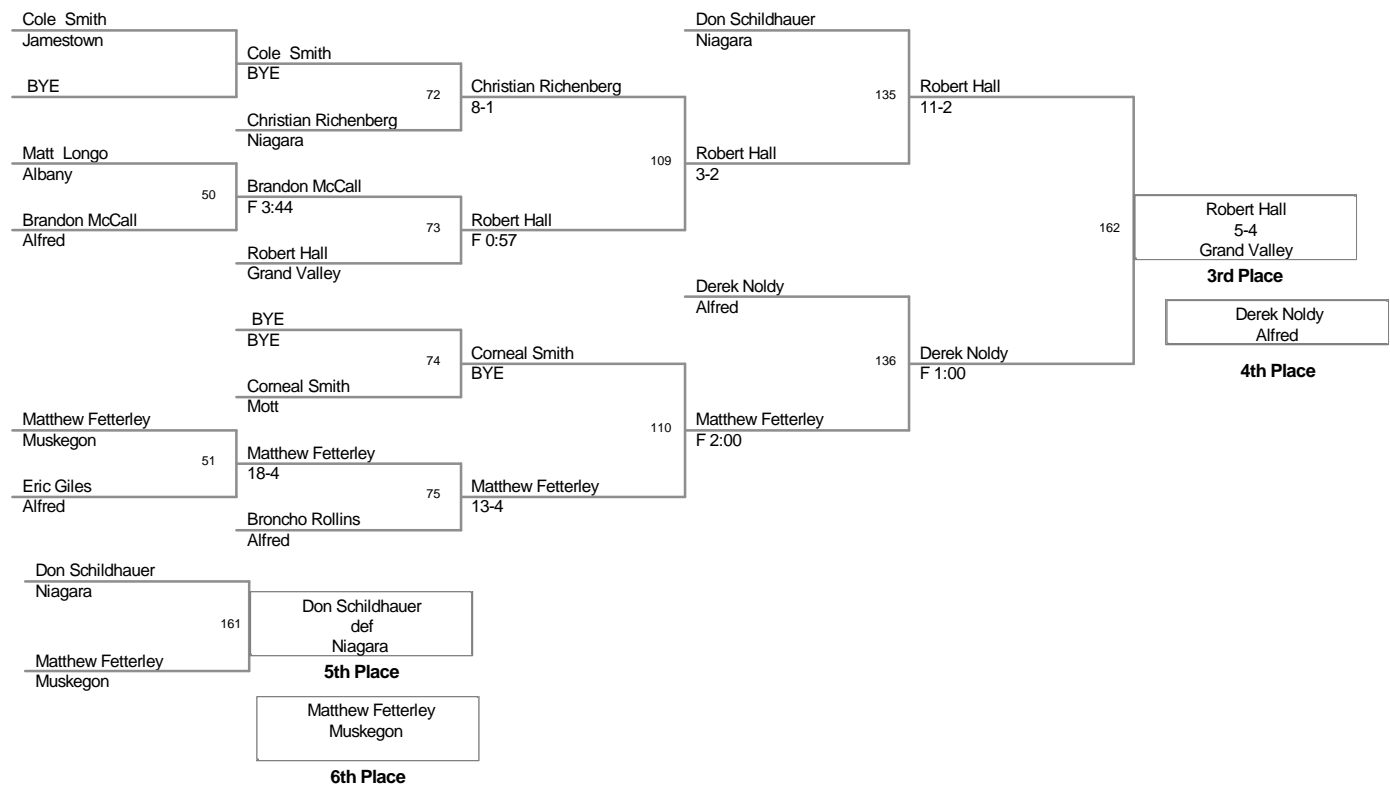 Cole  Smith
Jamestown
BYE
Matt  Longo
Albany
50
Brandon McCall
Alfred
Matthew Fetterley
Muskegon
51
Eric Giles
Alfred
Cole  Smith
BYE
72
Christian Richenberg
Niagara
Brandon McCall
F 3:44
73
Robert Hall
Grand Valley
BYE
BYE
74
Corneal Smith
Mott
Matthew Fetterley
18-4
75
Broncho Rollins
Alfred
Christian Richenberg
8-1
109
Robert Hall
F 0:57
Corneal Smith
BYE
110
Matthew Fetterley
13-4
Don Schildhauer
Niagara
135
Robert Hall
3-2
Derek Noldy
Alfred
136
Matthew Fetterley
F 2:00
Robert Hall
11-2
162
Derek Noldy
F 1:00
Robert Hall
5-4
Grand Valley
3rd Place
Derek Noldy
Alfred
4th Place
Don Schildhauer
Niagara
161
Matthew Fetterley
Muskegon
Don Schildhauer
def
Niagara
5th Place
Matthew Fetterley
Muskegon
6th Place